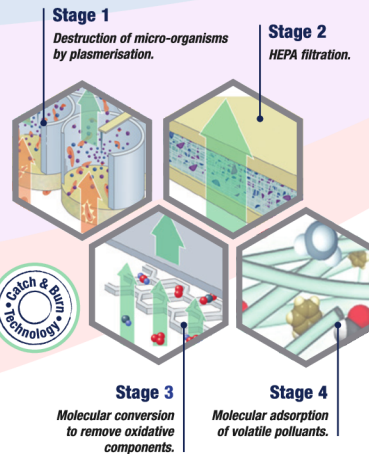 Stage 1
Destruction of micro-organisms
by plasmerisation.
Stage 2
HEPA filtration.
Catch & Burn
Technology
Stage 3
Molecular conversion
to remove oxidative
components.
Stage 4
Molecular adsorption
of volatile polluants.